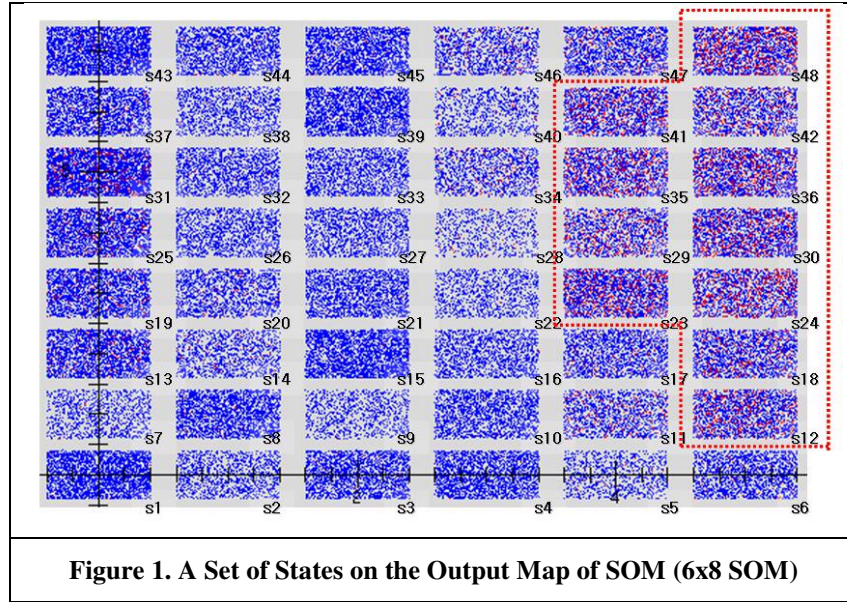 s43 s44 s45 s46 s47 s48
s37 s38 s39 s40 s41 s42
s31 s32 s33 s34 s35 s36
s25 s26 s27 s28 s29 s30
s19 s20 s21 s22 s23 s24
s13 s14 s15 s16 s17 s18
s7 s8 s9 s10 s11 s12
2 4
s1 s2 s3 s4 s5 s6
Figure 1. A Set of States on the Output Map of SOM (6x8 SOM)